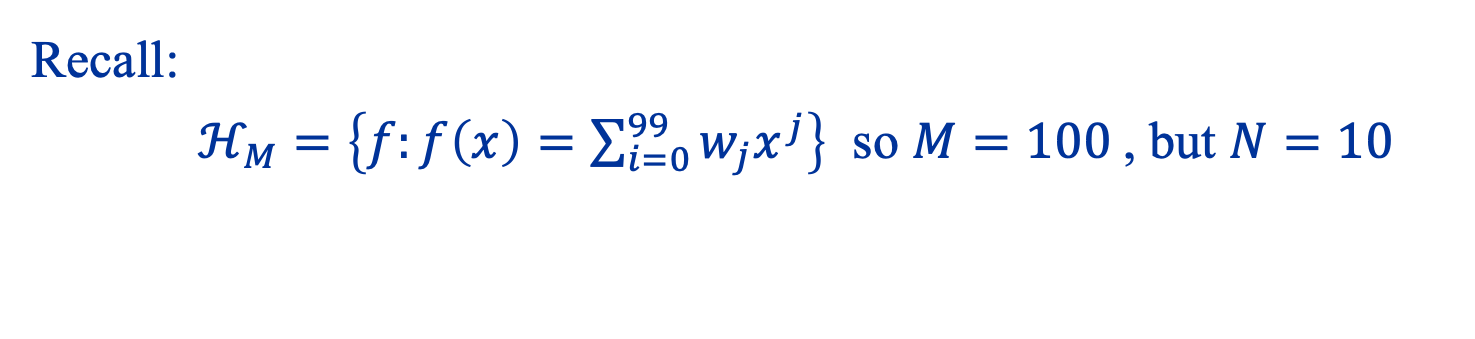 Recall:
ℋ_M = {f: f(x) = ∑_{i=0}^{99} w_j x^j} so M = 100 , but N = 10